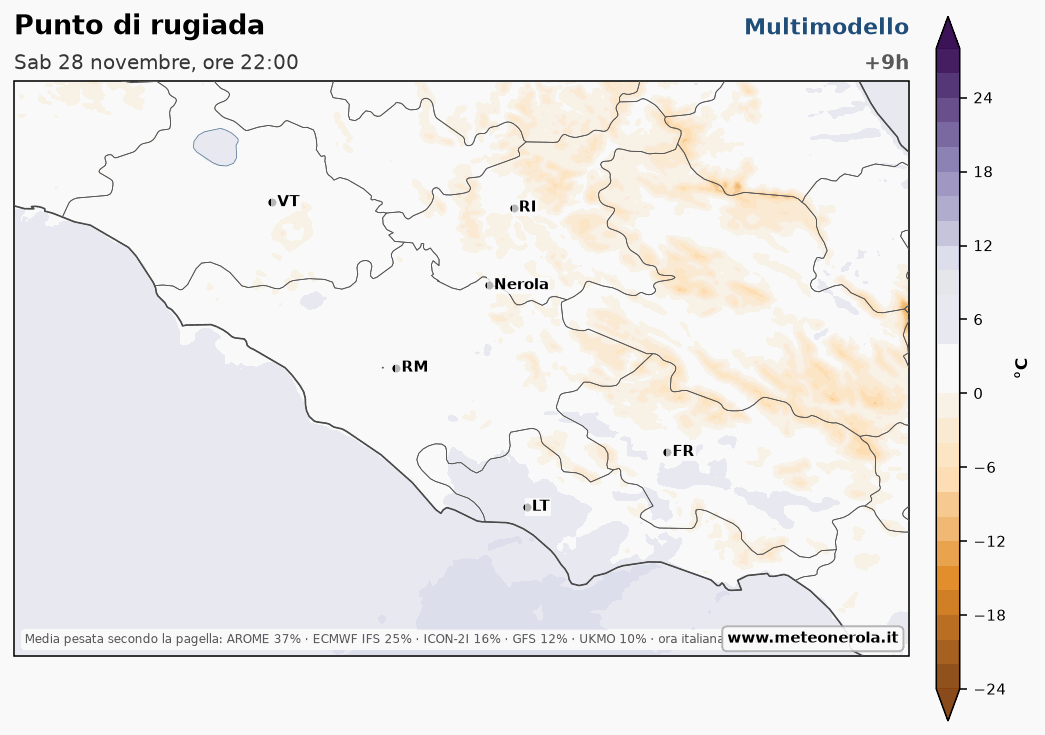 Punto di rugiada
Multimodello
Sab 28 novembre, ore 22:00
+9h
24
18
12
6
0
−6
−12
−18
−24
°C
VT
RI
Nerola
RM
FR
LT
Media pesata secondo la pagella: AROME 37% · ECMWF IFS 25% · ICON-2I 16% · GFS 12% · UKMO 10% · ora italiana
www.meteonerola.it